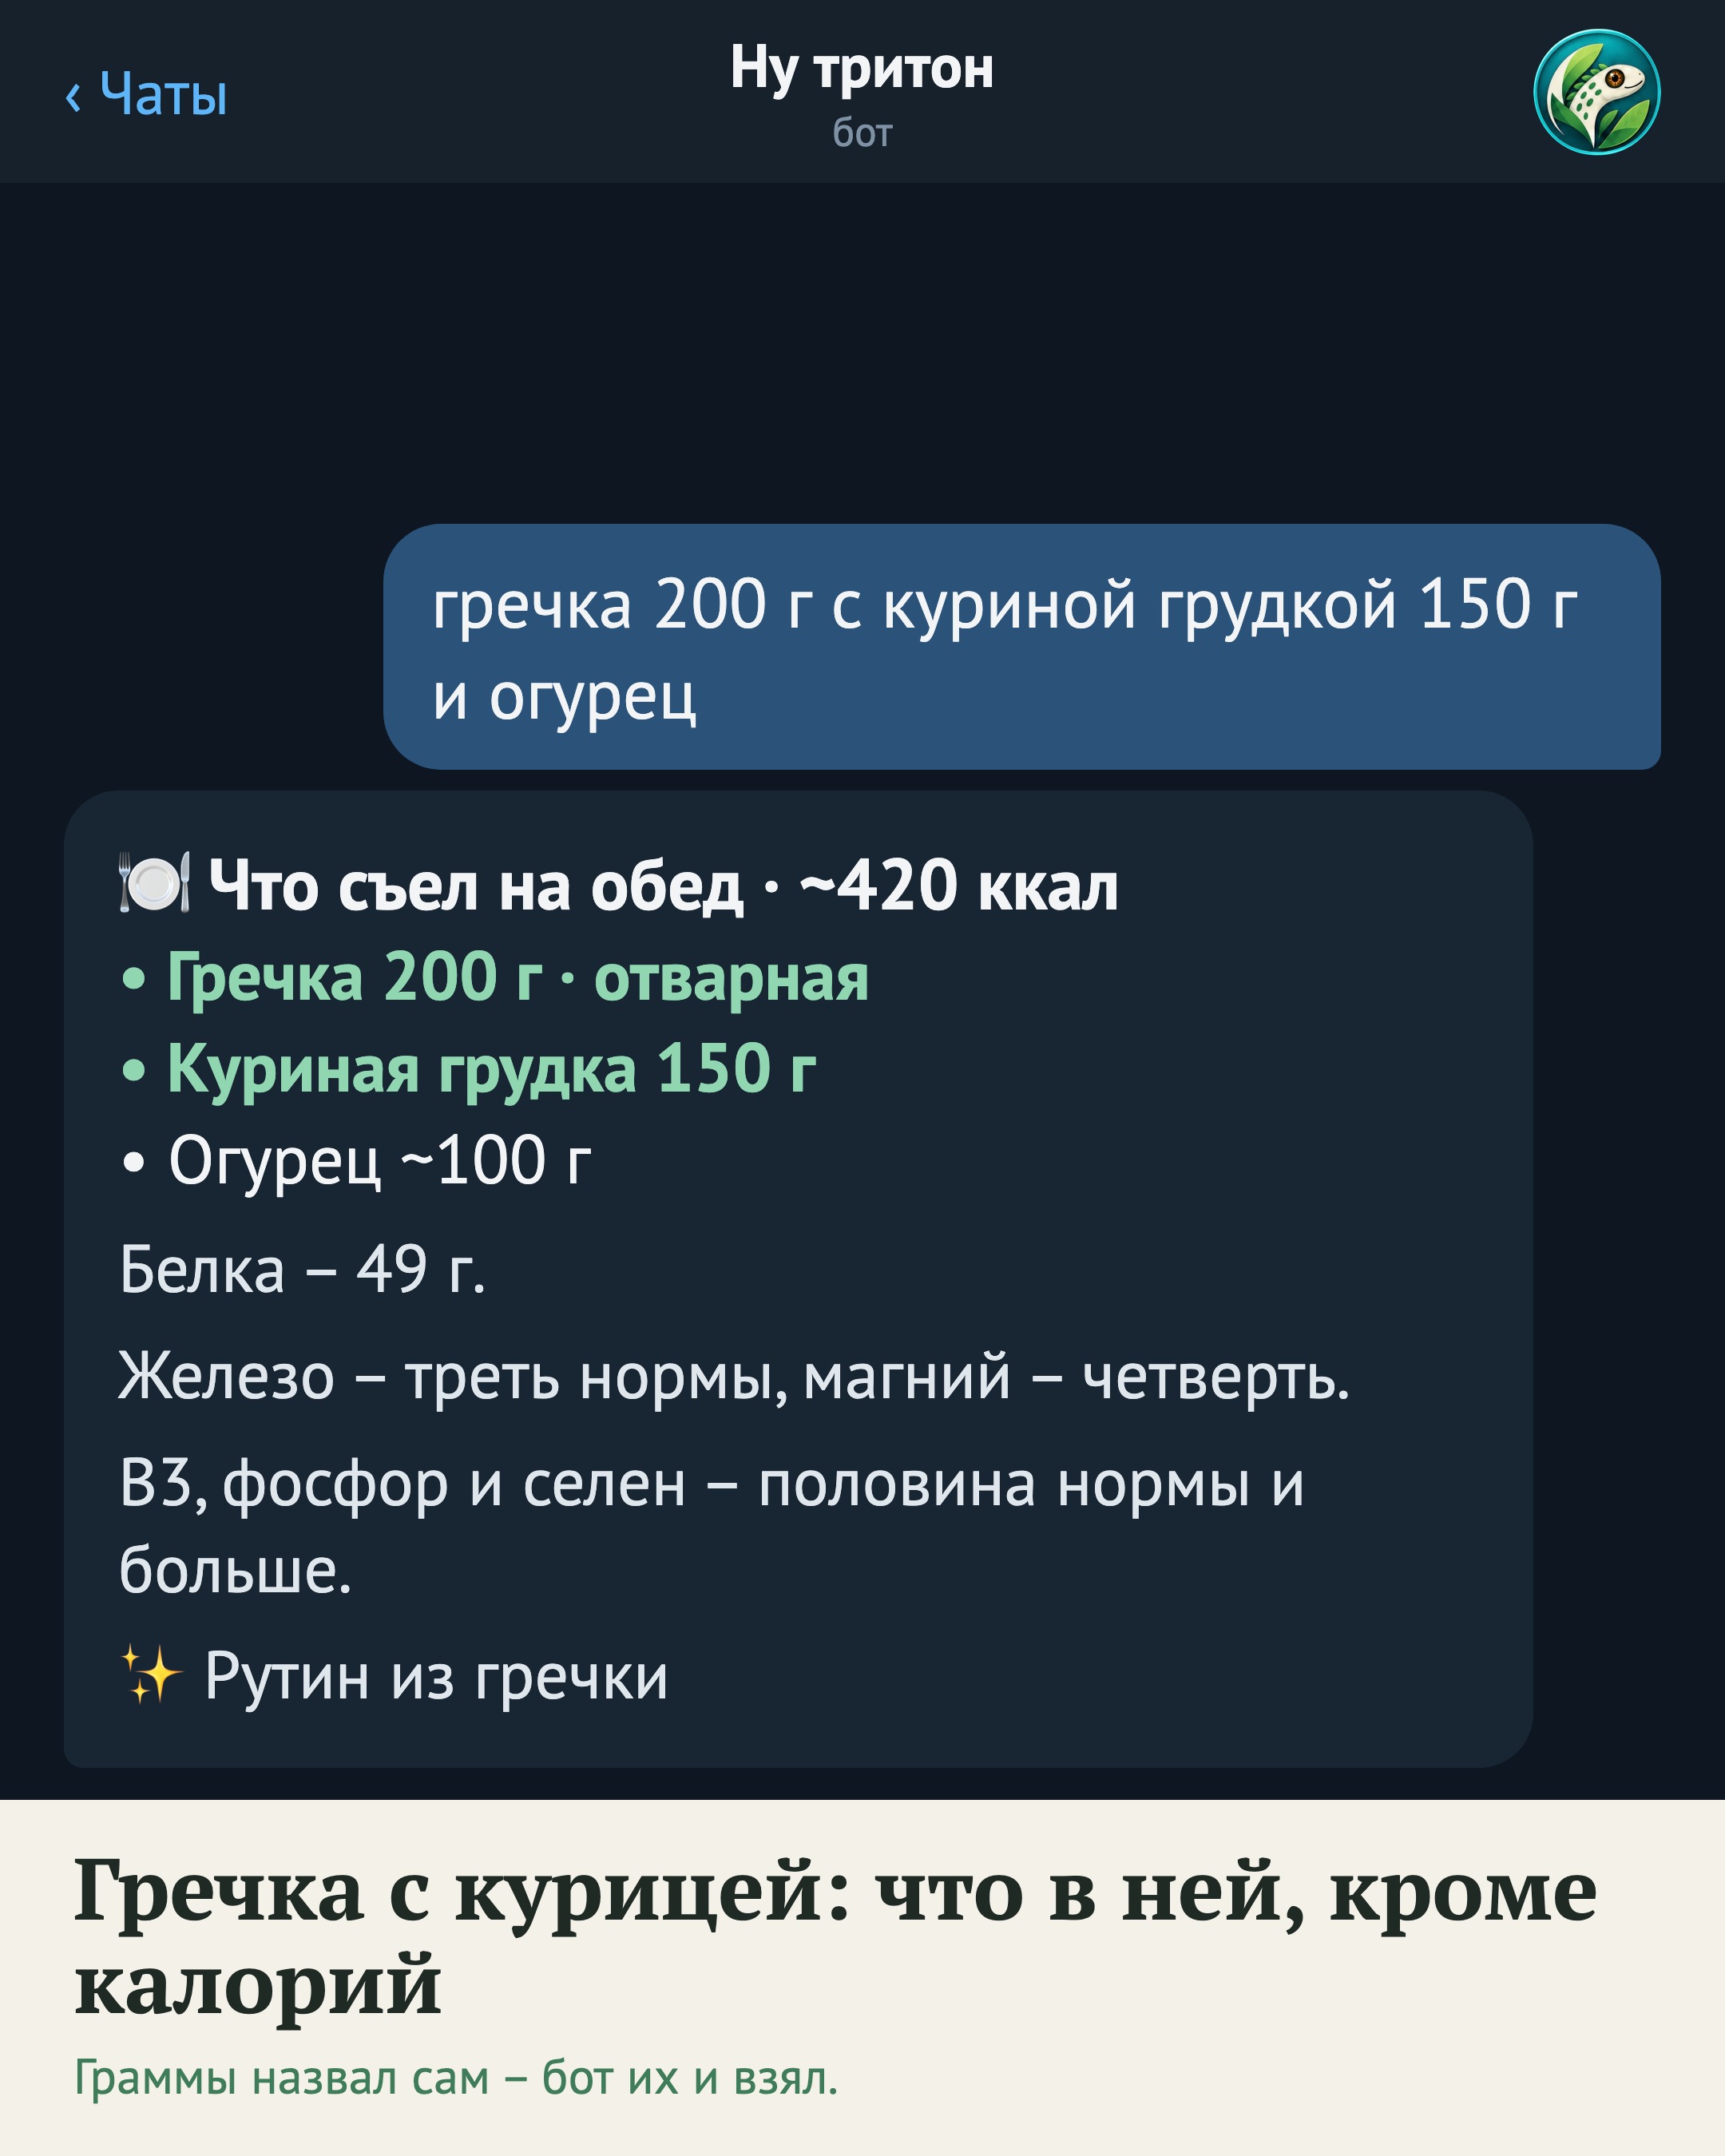 ‹ Чаты
Ну тритон
бот
гречка 200 г с куриной грудкой 150 г
и огурец
🍽️ Что съел на обед · ~420 ккал
• Гречка 200 г · отварная
• Куриная грудка 150 г
• Огурец ~100 г
Белка – 49 г.
Железо – треть нормы, магний – четверть.
В3, фосфор и селен – половина нормы и
больше.
✨ Рутин из гречки
Гречка с курицей: что в ней, кроме
калорий
Граммы назвал сам – бот их и взял.